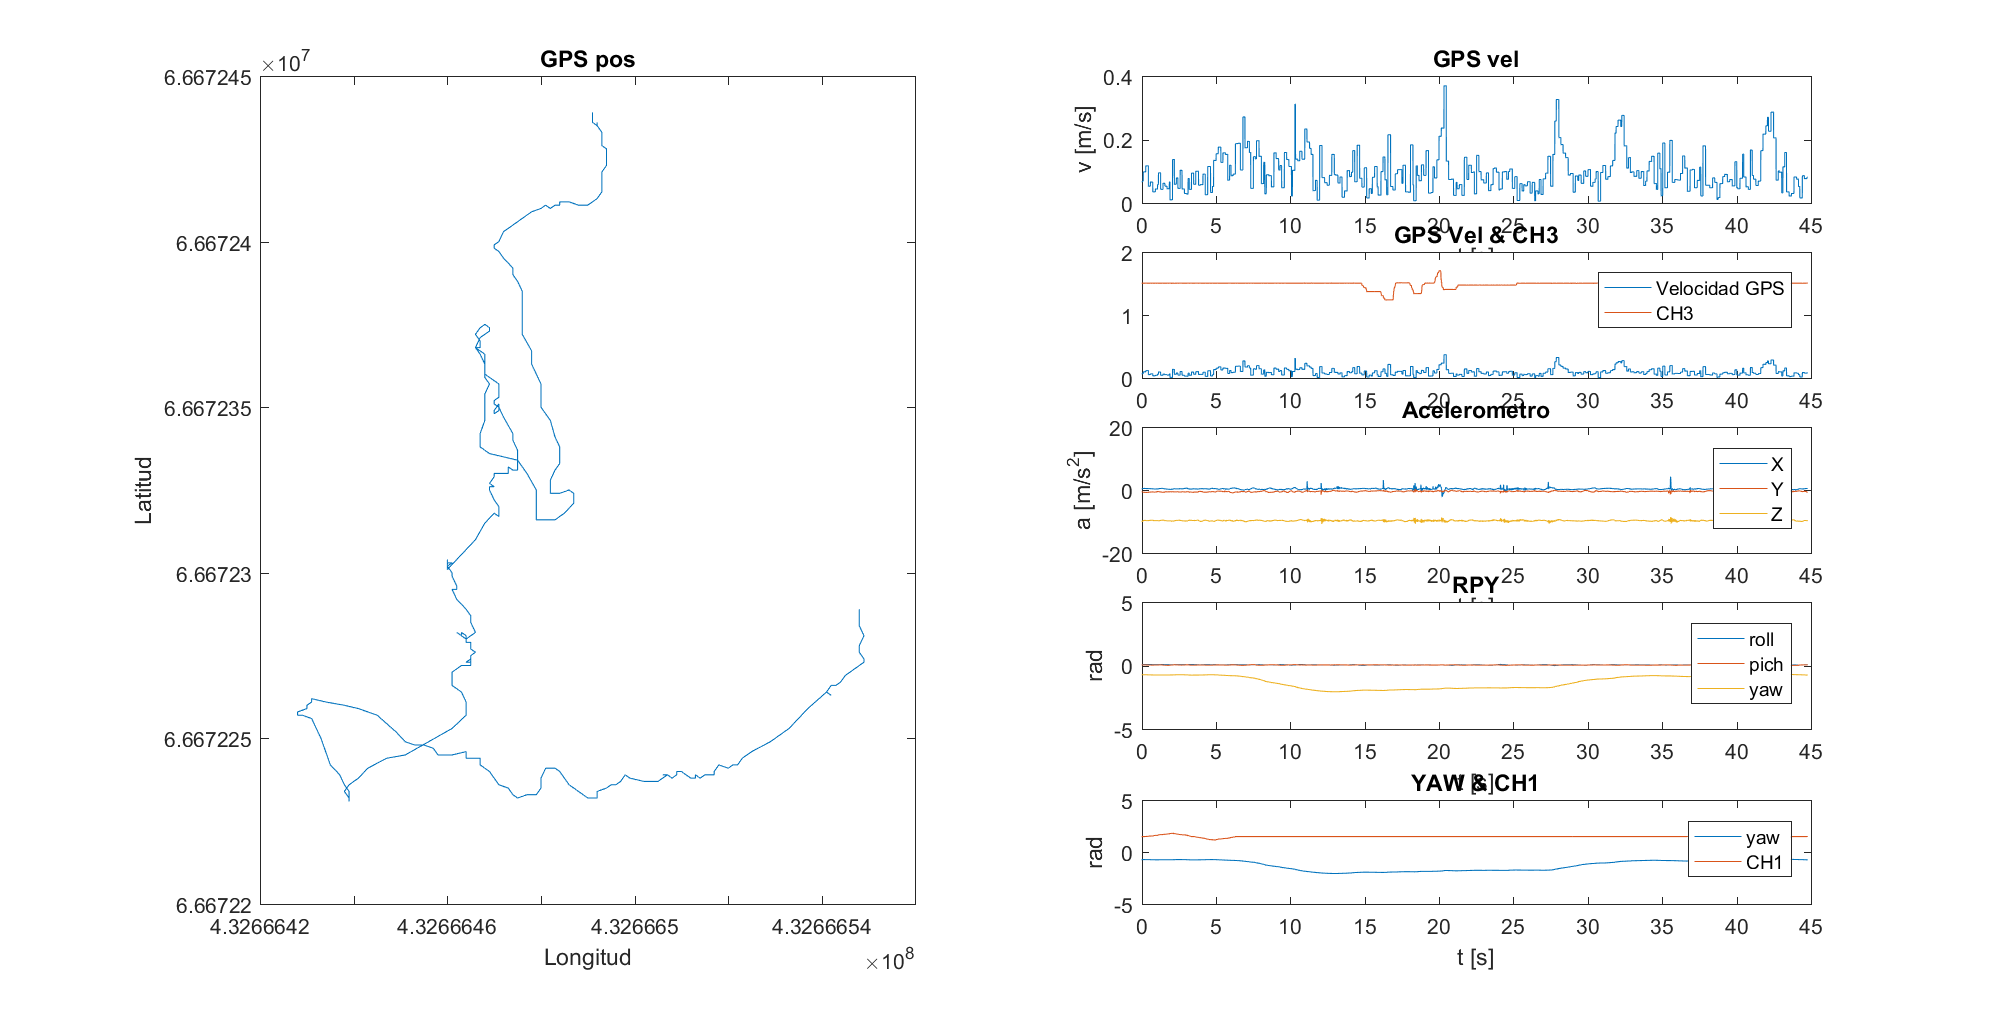 GPS pos
×10^7
6.667245
6.66724
6.667235
6.66723
6.667225
6.66722
Latitud
4.3266642 4.3266646 4.326665 4.3266654
Longitud
×10^8
GPS vel
0.4
0.2
0
v [m/s]
0 5 10 15 20 25 30 35 40 45
GPS Vel & CH3
2
1
0
Velocidad GPS
CH3
0 5 10 15 20 25 30 35 40 45
Acelerometro
20
0
-20
a [m/s^2]
X
Y
Z
0 5 10 15 20 25 30 35 40 45
RPY
5
0
-5
rad
roll
pich
yaw
0 5 10 15 20 25 30 35 40 45
t [s]
YAW & CH1
5
0
-5
rad
yaw
CH1
0 5 10 15 20 25 30 35 40 45
t [s]